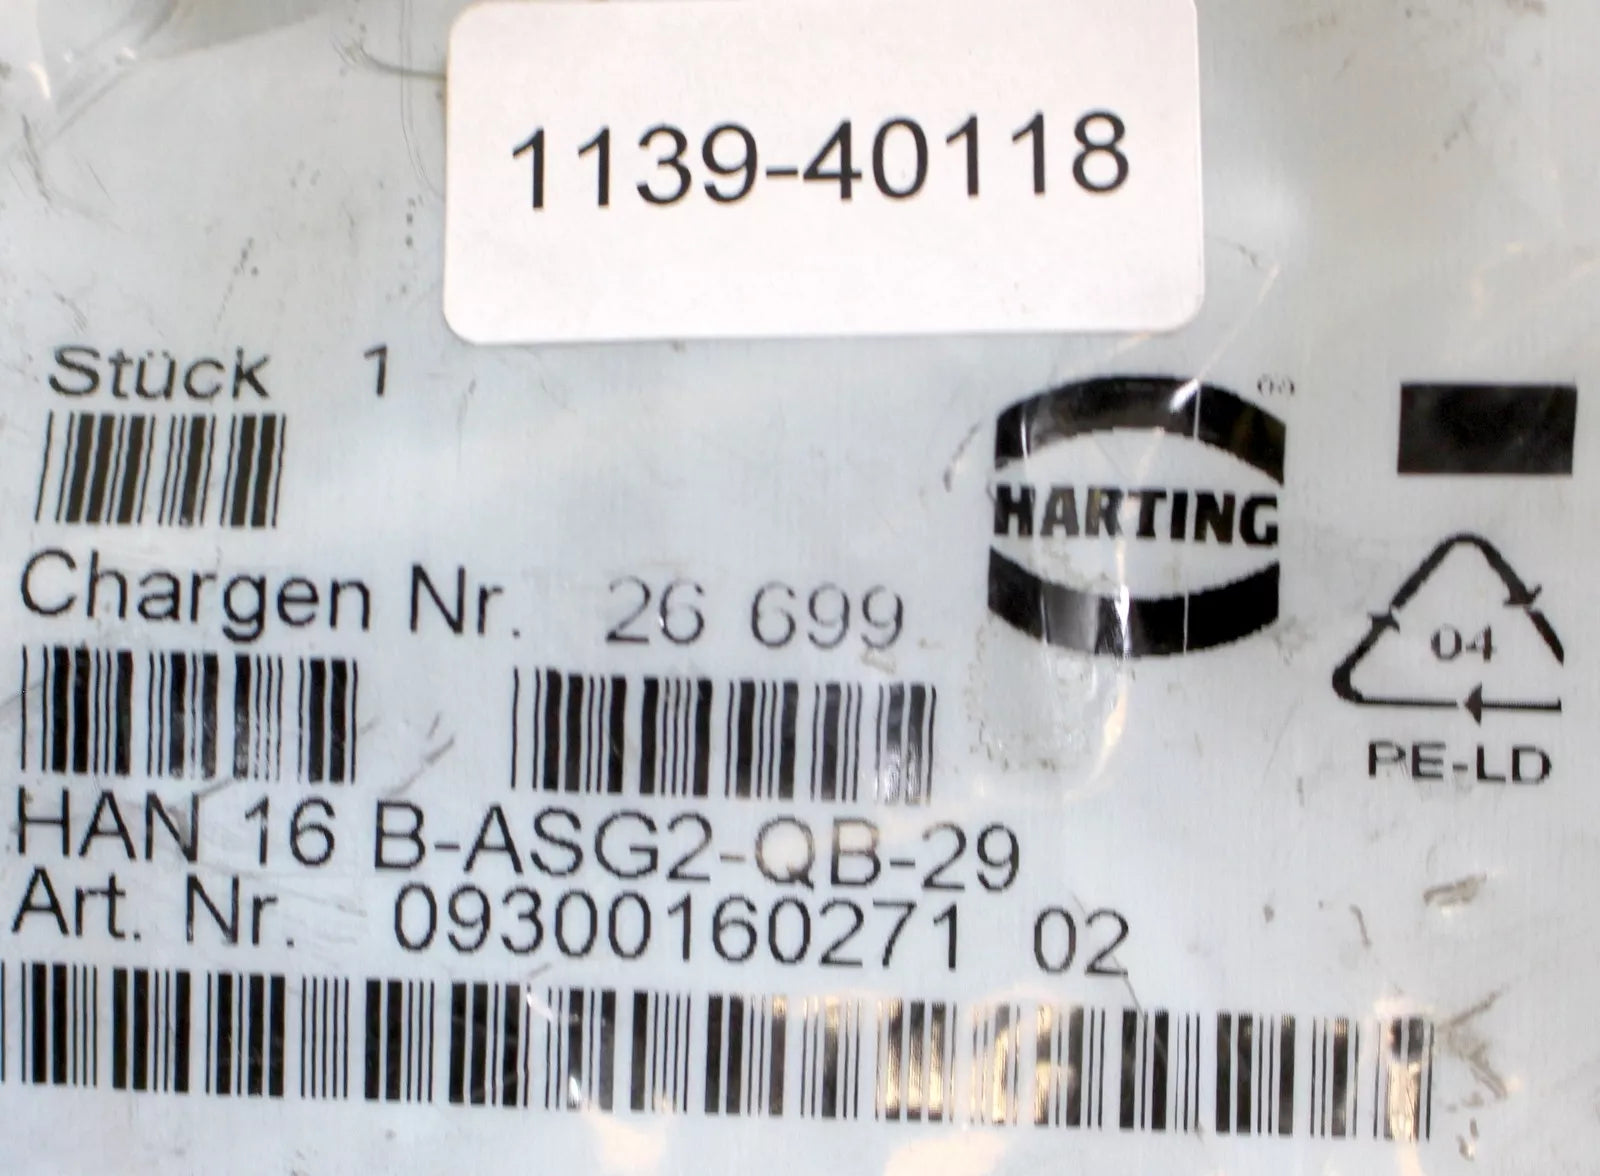 1139-40118
Stück 1
HARTING
Chargen Nr. 26 699
04
PE-LD
HAN 16 B-ASG2-QB-29
Art. Nr. 09300160271 02